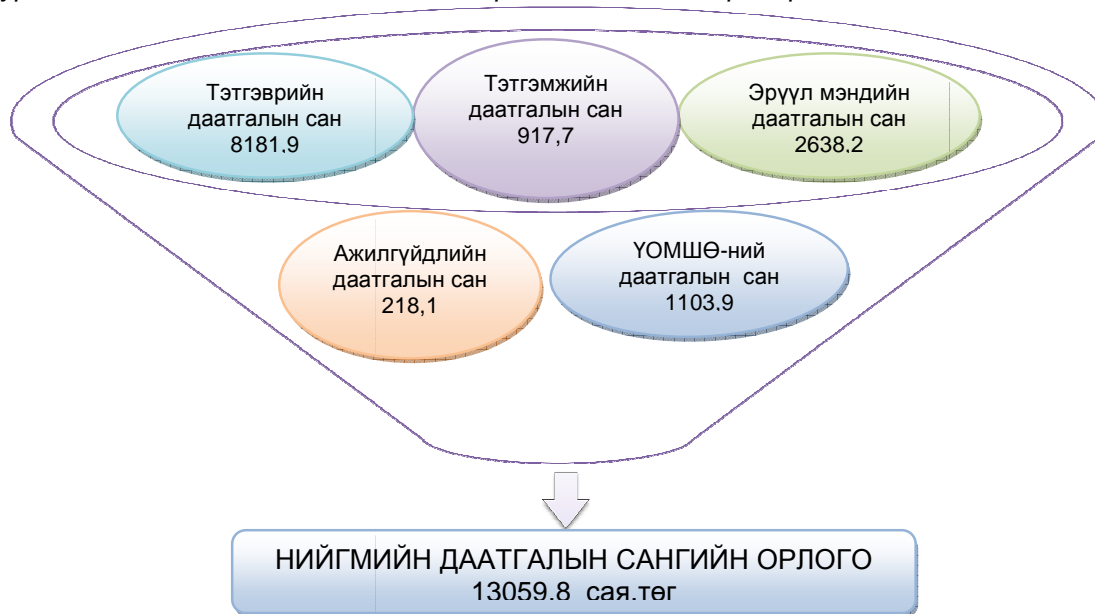 Тэтгэврийн
даатгалын сан
8181,9
Тэтгэмжийн
даатгалын сан
917,7
Эрүүл мэндийн
даатгалын сан
2638,2
Ажилгүйдлийн
даатгалын сан
218,1
ҮОМШӨ-ний
даатгалын сан
1103,9
НИЙГМИЙН ДААТГАЛЫН САНГИЙН ОРЛОГО
13059.8 сая.төг